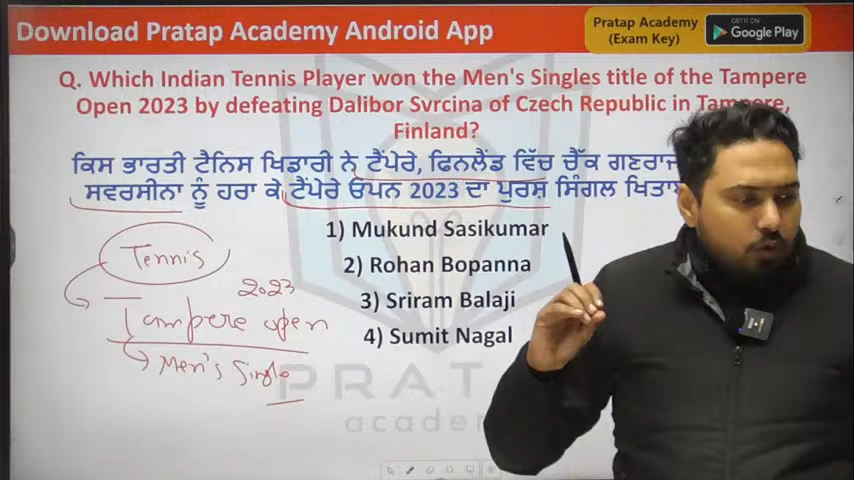 Download Pratap Academy Android App
Pratap Academy
(Exam Key)
GET IT ON
Google Play
Q. Which Indian Tennis Player won the Men's Singles title of the Tampere
Open 2023 by defeating Dalibor Svrcina of Czech Republic in Tampere,
Finland?
ਕਿਸ ਭਾਰਤੀ ਟੈਨਿਸ ਖਿਡਾਰੀ ਨੇ ਟੈਂਪੇਰੇ, ਫਿਨਲੈਂਡ ਵਿੱਚ ਚੈੱਕ ਗਣਰਾਜ
ਸਵਰਸੀਨਾ ਨੂੰ ਹਰਾ ਕੇ ਟੈਂਪੇਰੇ ਓਪਨ 2023 ਦਾ ਪੁਰਸ਼ ਸਿੰਗਲ ਖਿਤਾਬ
1) Mukund Sasikumar
2) Rohan Bopanna
3) Sriram Balaji
4) Sumit Nagal
Tennis
2023
Tampere open
Men's Single
PRAT
academy